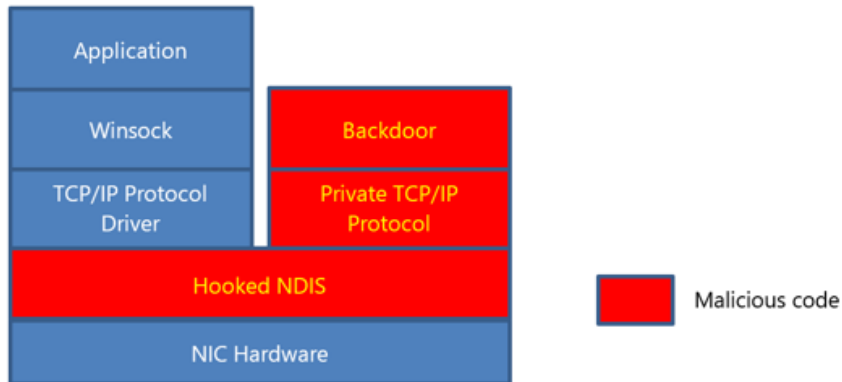 Application
Winsock
Backdoor
TCP/IP Protocol
Driver
Private TCP/IP
Protocol
Hooked NDIS
Malicious code
NIC Hardware